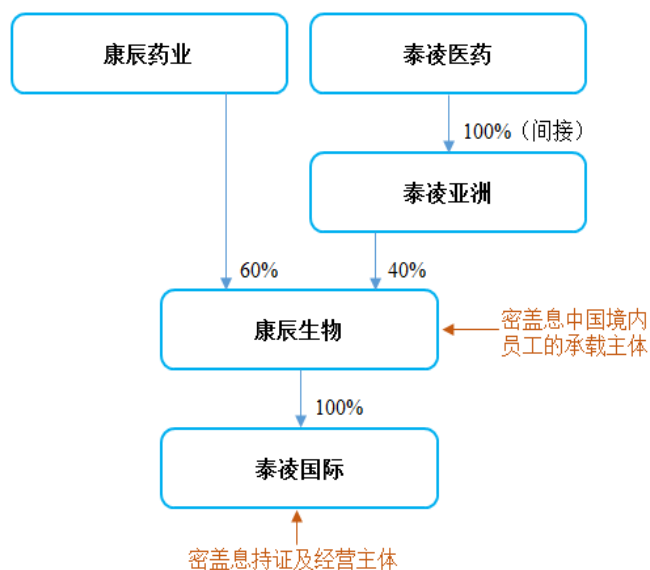 康辰药业
泰凌医药
100%（间接）
泰凌亚洲
60%
40%
康辰生物
密盖息中国境内
员工的承载主体
100%
泰凌国际
密盖息持证及经营主体